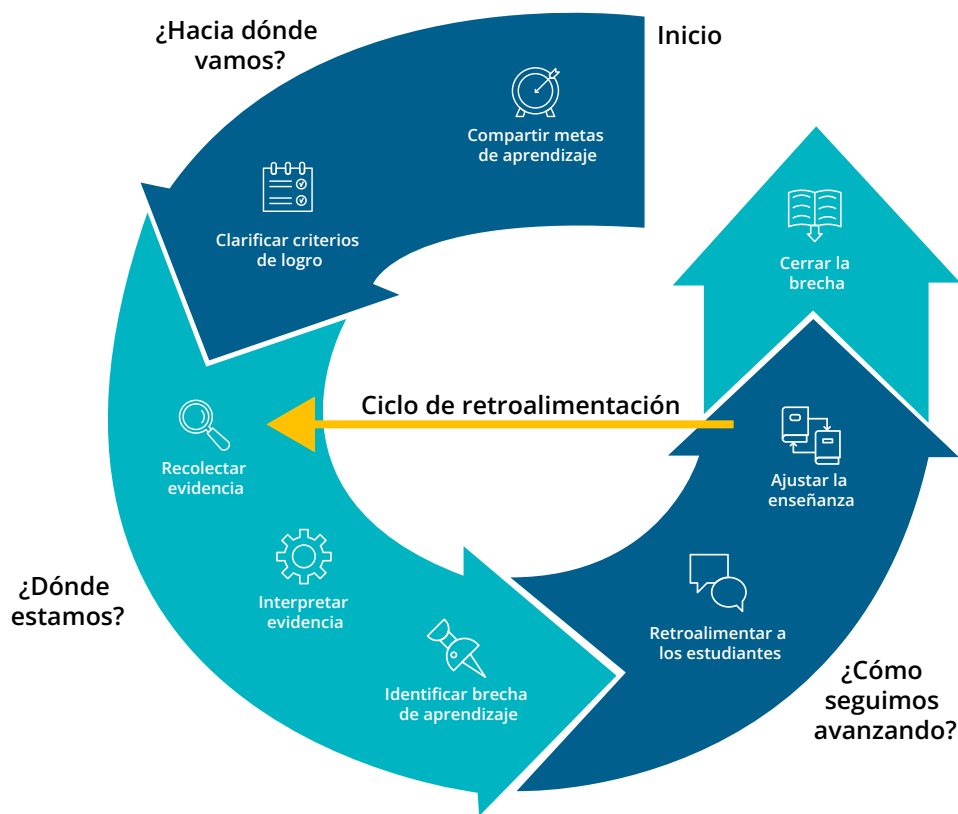 ¿Hacia dónde
vamos?
Inicio
Compartir metas
de aprendizaje
Clarificar criterios
de logro
Cerrar la
brecha
Ciclo de retroalimentación
Recolectar
evidencia
Ajustar la
enseñanza
¿Dónde
estamos?
Interpretar
evidencia
Retroalimentar a
los estudiantes
Identificar brecha
de aprendizaje
¿Cómo
seguimos
avanzando?